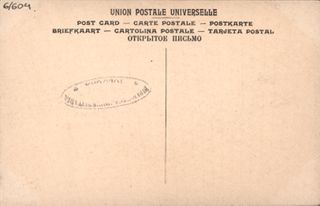 6/604
UNION POSTALE UNIVERSELLE
POST CARD — CARTE POSTALE — POSTKARTE
BRIEFKAART — CARTOLINA POSTALE — TARJETA POSTAL
ОТКРЫТОЕ ПИСЬМО